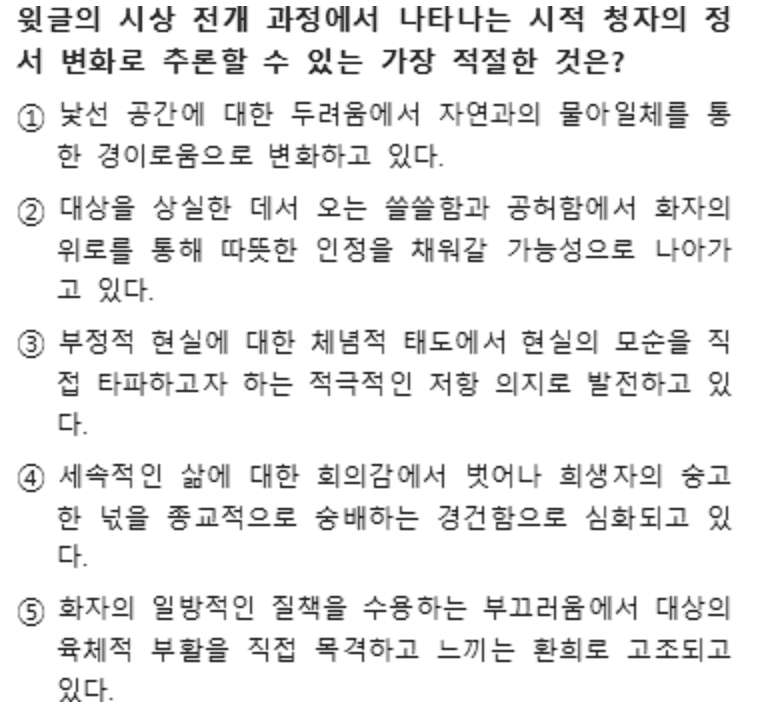 윗글의 시상 전개 과정에서 나타나는 시적 청자의 정
서 변화로 추론할 수 있는 가장 적절한 것은?
① 낯선 공간에 대한 두려움에서 자연과의 물아일체를 통
한 경이로움으로 변화하고 있다.
② 대상을 상실한 데서 오는 쓸쓸함과 공허함에서 화자의
위로를 통해 따뜻한 인정을 채워갈 가능성으로 나아가
고 있다.
③ 부정적 현실에 대한 체념적 태도에서 현실의 모순을 직
접 타파하고자 하는 적극적인 저항 의지로 발전하고 있
다.
④ 세속적인 삶에 대한 회의감에서 벗어나 희생자의 숭고
한 넋을 종교적으로 숭배하는 경건함으로 심화되고 있
다.
⑤ 화자의 일방적인 질책을 수용하는 부끄러움에서 대상의
육체적 부활을 직접 목격하고 느끼는 환희로 고조되고
있다.